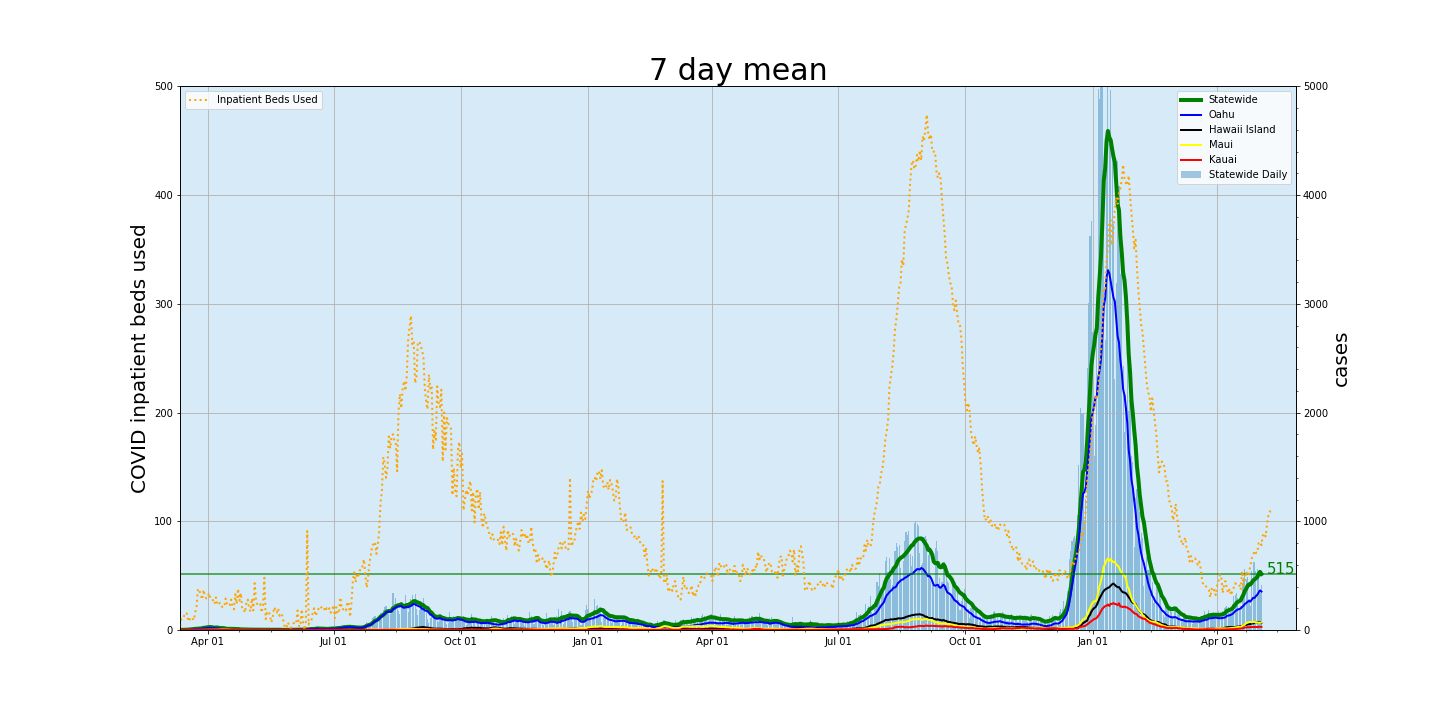 7 day mean
500
400
300
200
100
0
COVID inpatient beds used
Inpatient Beds Used
Statewide
Oahu
Hawaii Island
Maui
Kauai
Statewide Daily
515
5000
4000
3000
2000
1000
0
cases
Apr 01
Jul 01
Oct 01
Jan 01
Apr 01
Jul 01
Oct 01
Jan 01
Apr 01